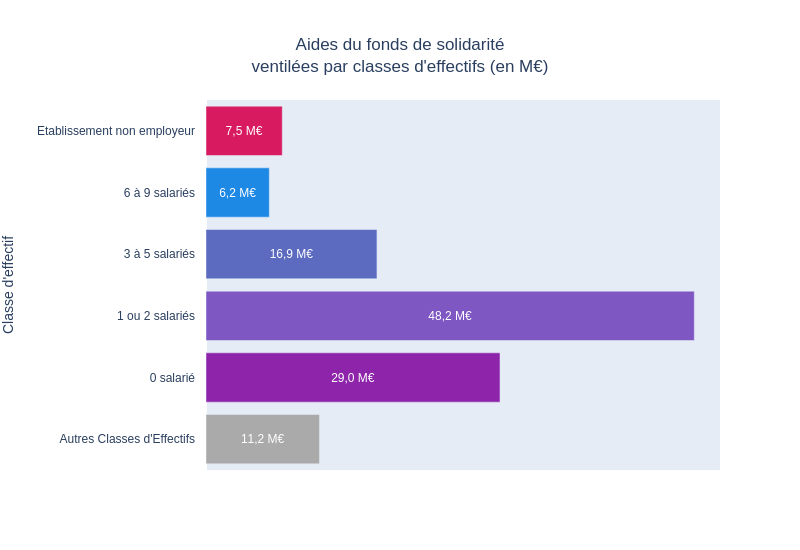 Aides du fonds de solidarité
ventilées par classes d'effectifs (en M€)
Classe d'effectif
Etablissement non employeur
7,5 M€
6 à 9 salariés
6,2 M€
3 à 5 salariés
16,9 M€
1 ou 2 salariés
48,2 M€
0 salarié
29,0 M€
Autres Classes d'Effectifs
11,2 M€